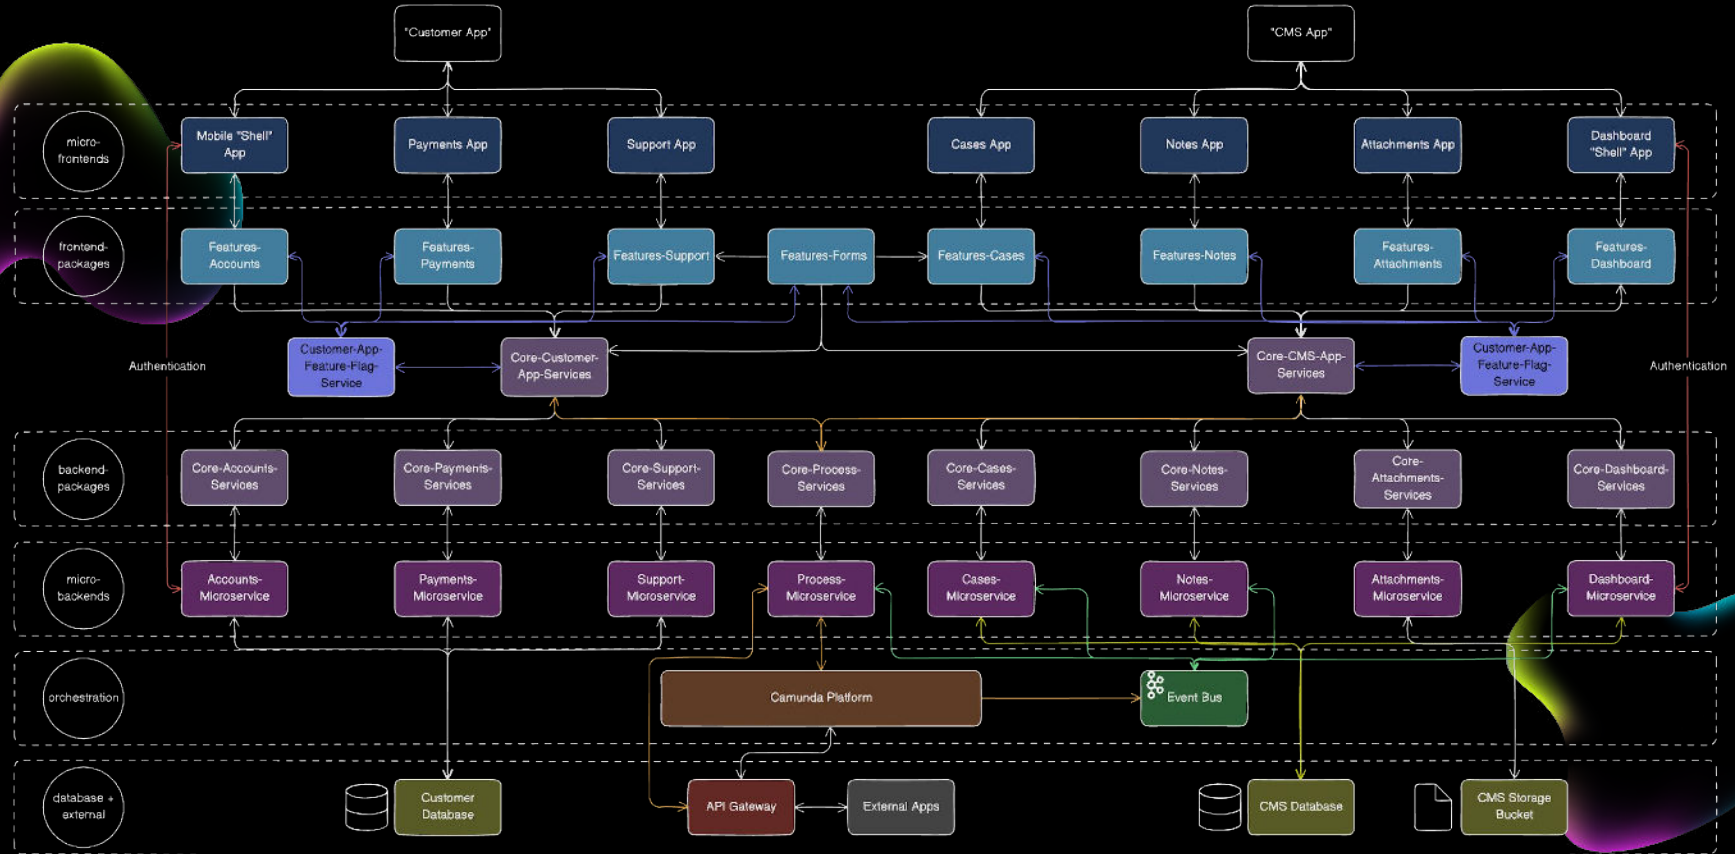 "Customer App"
"CMS App"
micro-
frontends
Mobile "Shell"
App
Payments App
Support App
Cases App
Notes App
Attachments App
Dashboard
"Shell" App
frontend-
packages
Features-
Accounts
Features-
Payments
Features-Support
Features-Forms
Features-Cases
Features-Notes
Features-
Attachments
Features-
Dashboard
Authentication
Customer-App-
Feature-Flag-
Service
Core-Customer-
App-Services
Core-CMS-App-
Services
Customer-App-
Feature-Flag-
Service
Authentication
backend-
packages
Core-Accounts-
Services
Core-Payments-
Services
Core-Support-
Services
Core-Process-
Services
Core-Cases-
Services
Core-Notes-
Services
Core-
Attachments-
Services
Core-Dashboard-
Services
micro-
backends
Accounts-
Microservice
Payments-
Microservice
Support-
Microservice
Process-
Microservice
Cases-
Microservice
Notes-
Microservice
Attachments-
Microservice
Dashboard-
Microservice
orchestration
Camunda Platform
Event Bus
database +
external
Customer
Database
API Gateway
External Apps
CMS Database
CMS Storage
Bucket